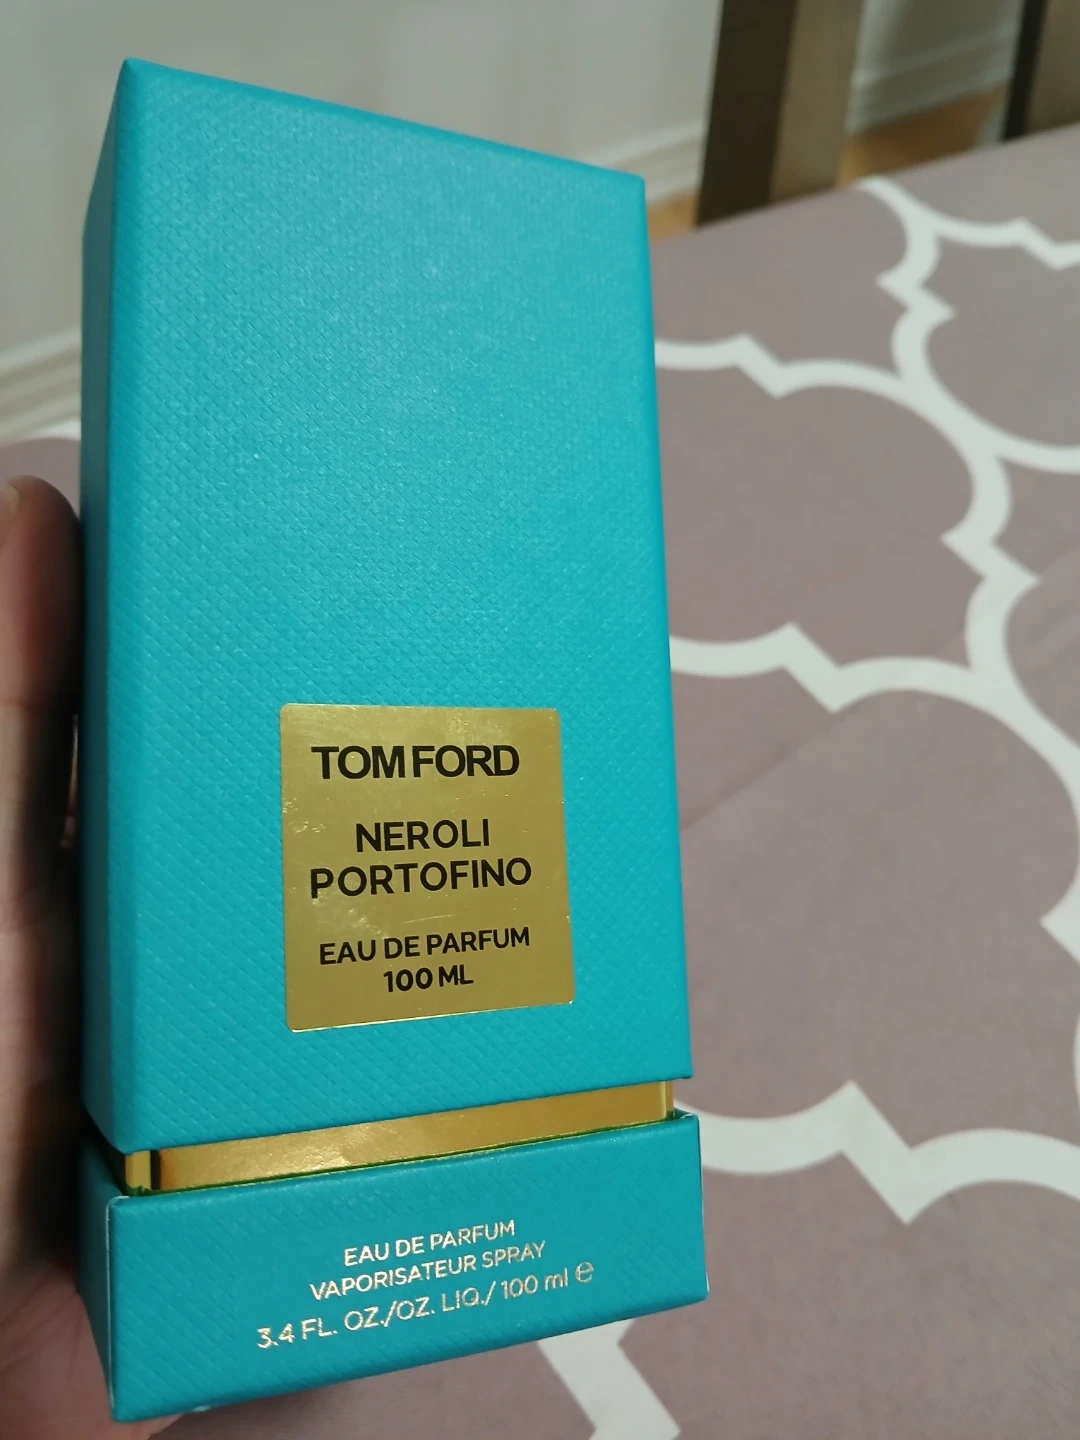 TOM FORD
NEROLI
PORTOFINO
EAU DE PARFUM
100 ML
EAU DE PARFUM
VAPORISATEUR SPRAY
3.4 FL. OZ./OZ. LIQ./ 100 ml ℮